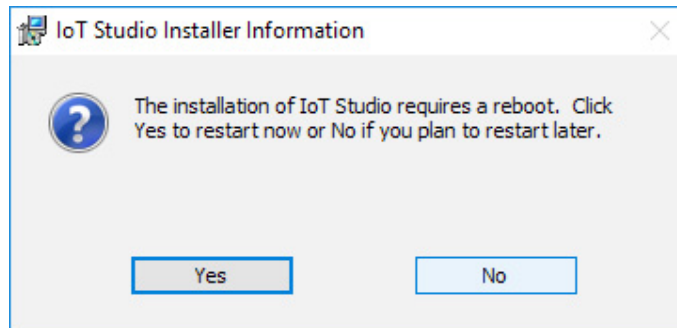 IoT Studio Installer Information
The installation of IoT Studio requires a reboot. Click
Yes to restart now or No if you plan to restart later.
Yes
No